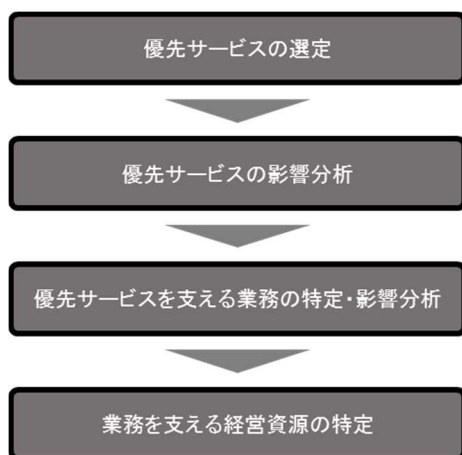 優先サービスの選定
優先サービスの影響分析
優先サービスを支える業務の特定・影響分析
業務を支える経営資源の特定